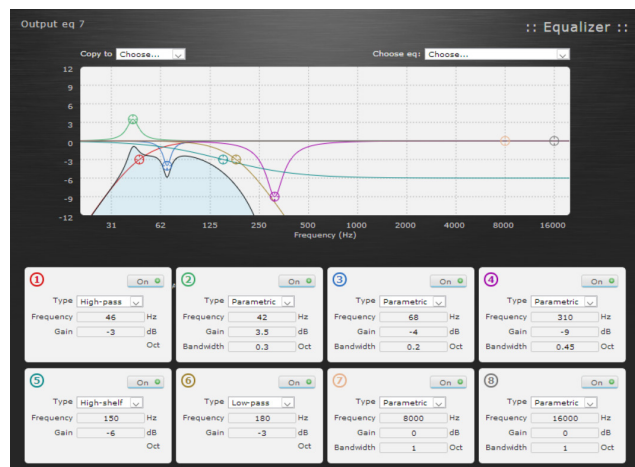 Output eq 7
:: Equalizer ::
Copy to Choose...
Choose eq: Choose...
12
9
6
3
0
-3
-6
-9
-12
31 62 125 250 500 1000 2000 4000 8000 16000
Frequency (Hz)
1 On
Type High-pass
Frequency 46 Hz
Gain -3 dB
Oct
2 On
Type Parametric
Frequency 42 Hz
Gain 3.5 dB
Bandwidth 0.3 Oct
3 On
Type Parametric
Frequency 68 Hz
Gain -4 dB
Bandwidth 0.2 Oct
4 On
Type Parametric
Frequency 310 Hz
Gain -9 dB
Bandwidth 0.45 Oct
5 On
Type High-shelf
Frequency 150 Hz
Gain -6 dB
Oct
6 On
Type Low-pass
Frequency 180 Hz
Gain -3 dB
Oct
7 On
Type Parametric
Frequency 8000 Hz
Gain 0 dB
Bandwidth 1 Oct
8 On
Type Parametric
Frequency 16000 Hz
Gain 0 dB
Bandwidth 1 Oct